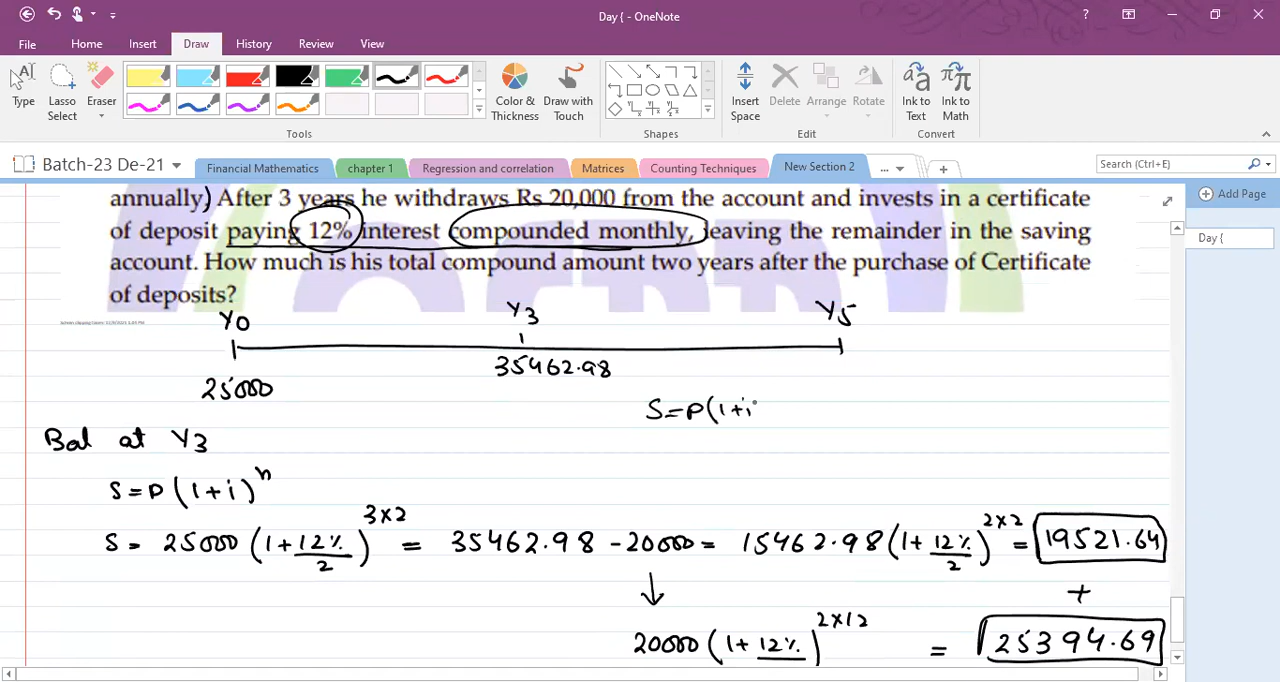 Day { - OneNote
File Home Insert Draw History Review View
Type Lasso Select Eraser Color & Thickness Draw with Touch Insert Space Delete Arrange Rotate Ink to Text Ink to Math
Tools Shapes Edit Convert
Batch-23 De-21 Financial Mathematics chapter 1 Regression and correlation Matrices Counting Techniques New Section 2 ... Search (Ctrl+E)
Add Page
Day {
annually) After 3 years he withdraws Rs 20,000 from the account and invests in a certificate
of deposit paying 12% interest compounded monthly, leaving the remainder in the saving
account. How much is his total compound amount two years after the purchase of Certificate
of deposits?
Y0 Y3 Y5
35462.98
25000
S=P(1+i
Bal at Y3
S=P(1+i)^n
S= 25000 (1+12%/2)^3x2 = 35462.98 -20000= 15462.98(1+12%/2)^2x2 = 19521.64
↓ +
20000 (1+12%)^2x12 = 25394.69